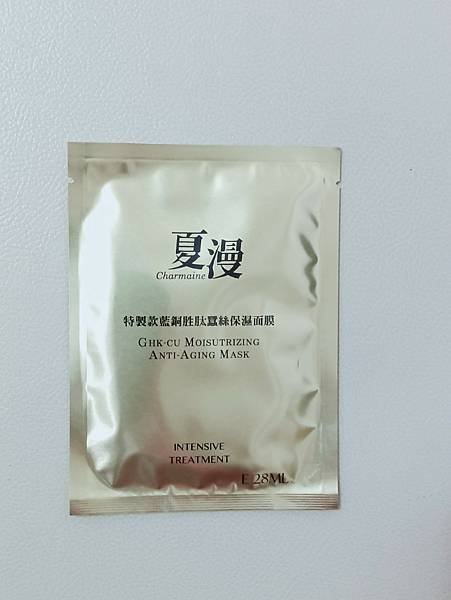 夏漫
Charmaine
特製款藍銅胜肽蠶絲保濕面膜
GHK-CU MOISUTRIZING
ANTI-AGING MASK
INTENSIVE
TREATMENT
E 28ML